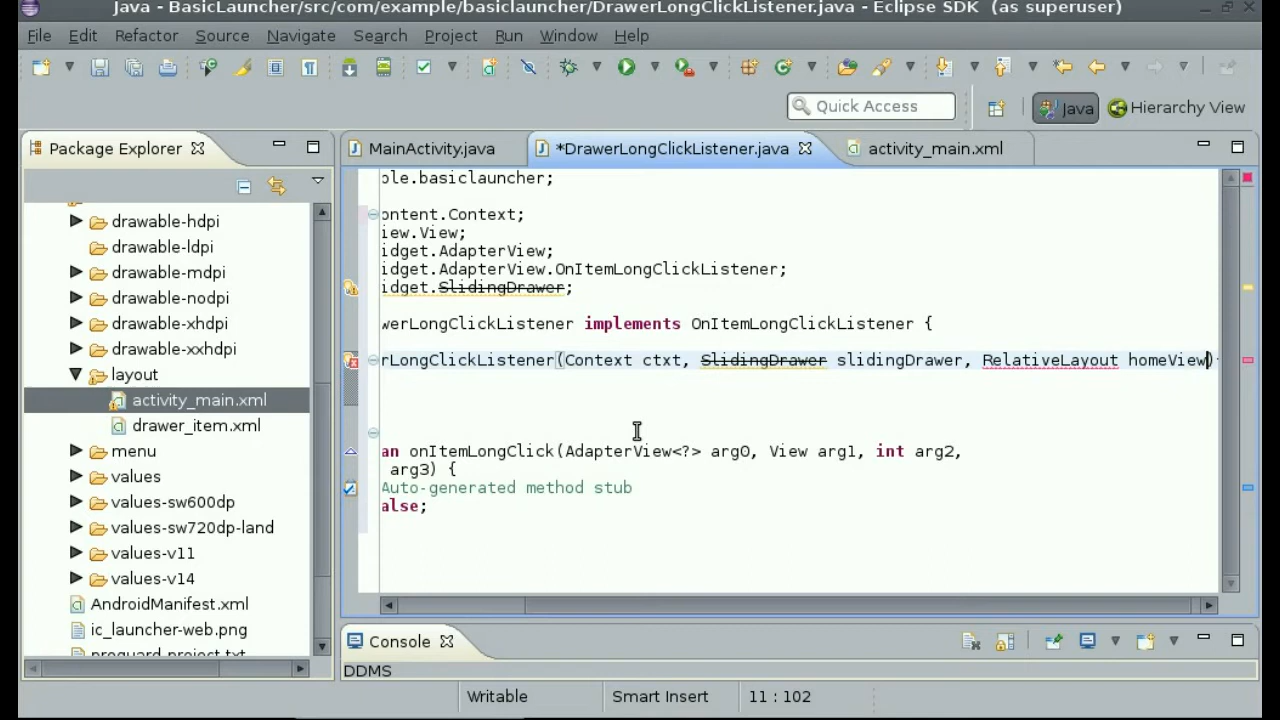 Java - BasicLauncher/src/com/example/basiclauncher/DrawerLongClickListener.java - Eclipse SDK (as superuser)
File Edit Refactor Source Navigate Search Project Run Window Help
Quick Access
Java
Hierarchy View
Package Explorer
drawable-hdpi
drawable-ldpi
drawable-mdpi
drawable-nodpi
drawable-xhdpi
drawable-xxhdpi
layout
activity_main.xml
drawer_item.xml
menu
values
values-sw600dp
values-sw720dp-land
values-v11
values-v14
AndroidManifest.xml
ic_launcher-web.png
proguard-project.txt
MainActivity.java
*DrawerLongClickListener.java
activity_main.xml
ple.basiclauncher;
ontent.Context;
iew.View;
idget.AdapterView;
idget.AdapterView.OnItemLongClickListener;
idget.SlidingDrawer;
werLongClickListener implements OnItemLongClickListener {
rLongClickListener(Context ctxt, SlidingDrawer slidingDrawer, RelativeLayout homeView)
an onItemLongClick(AdapterView<?> arg0, View arg1, int arg2,
arg3) {
Auto-generated method stub
alse;
Console
DDMS
Writable
Smart Insert
11 : 102